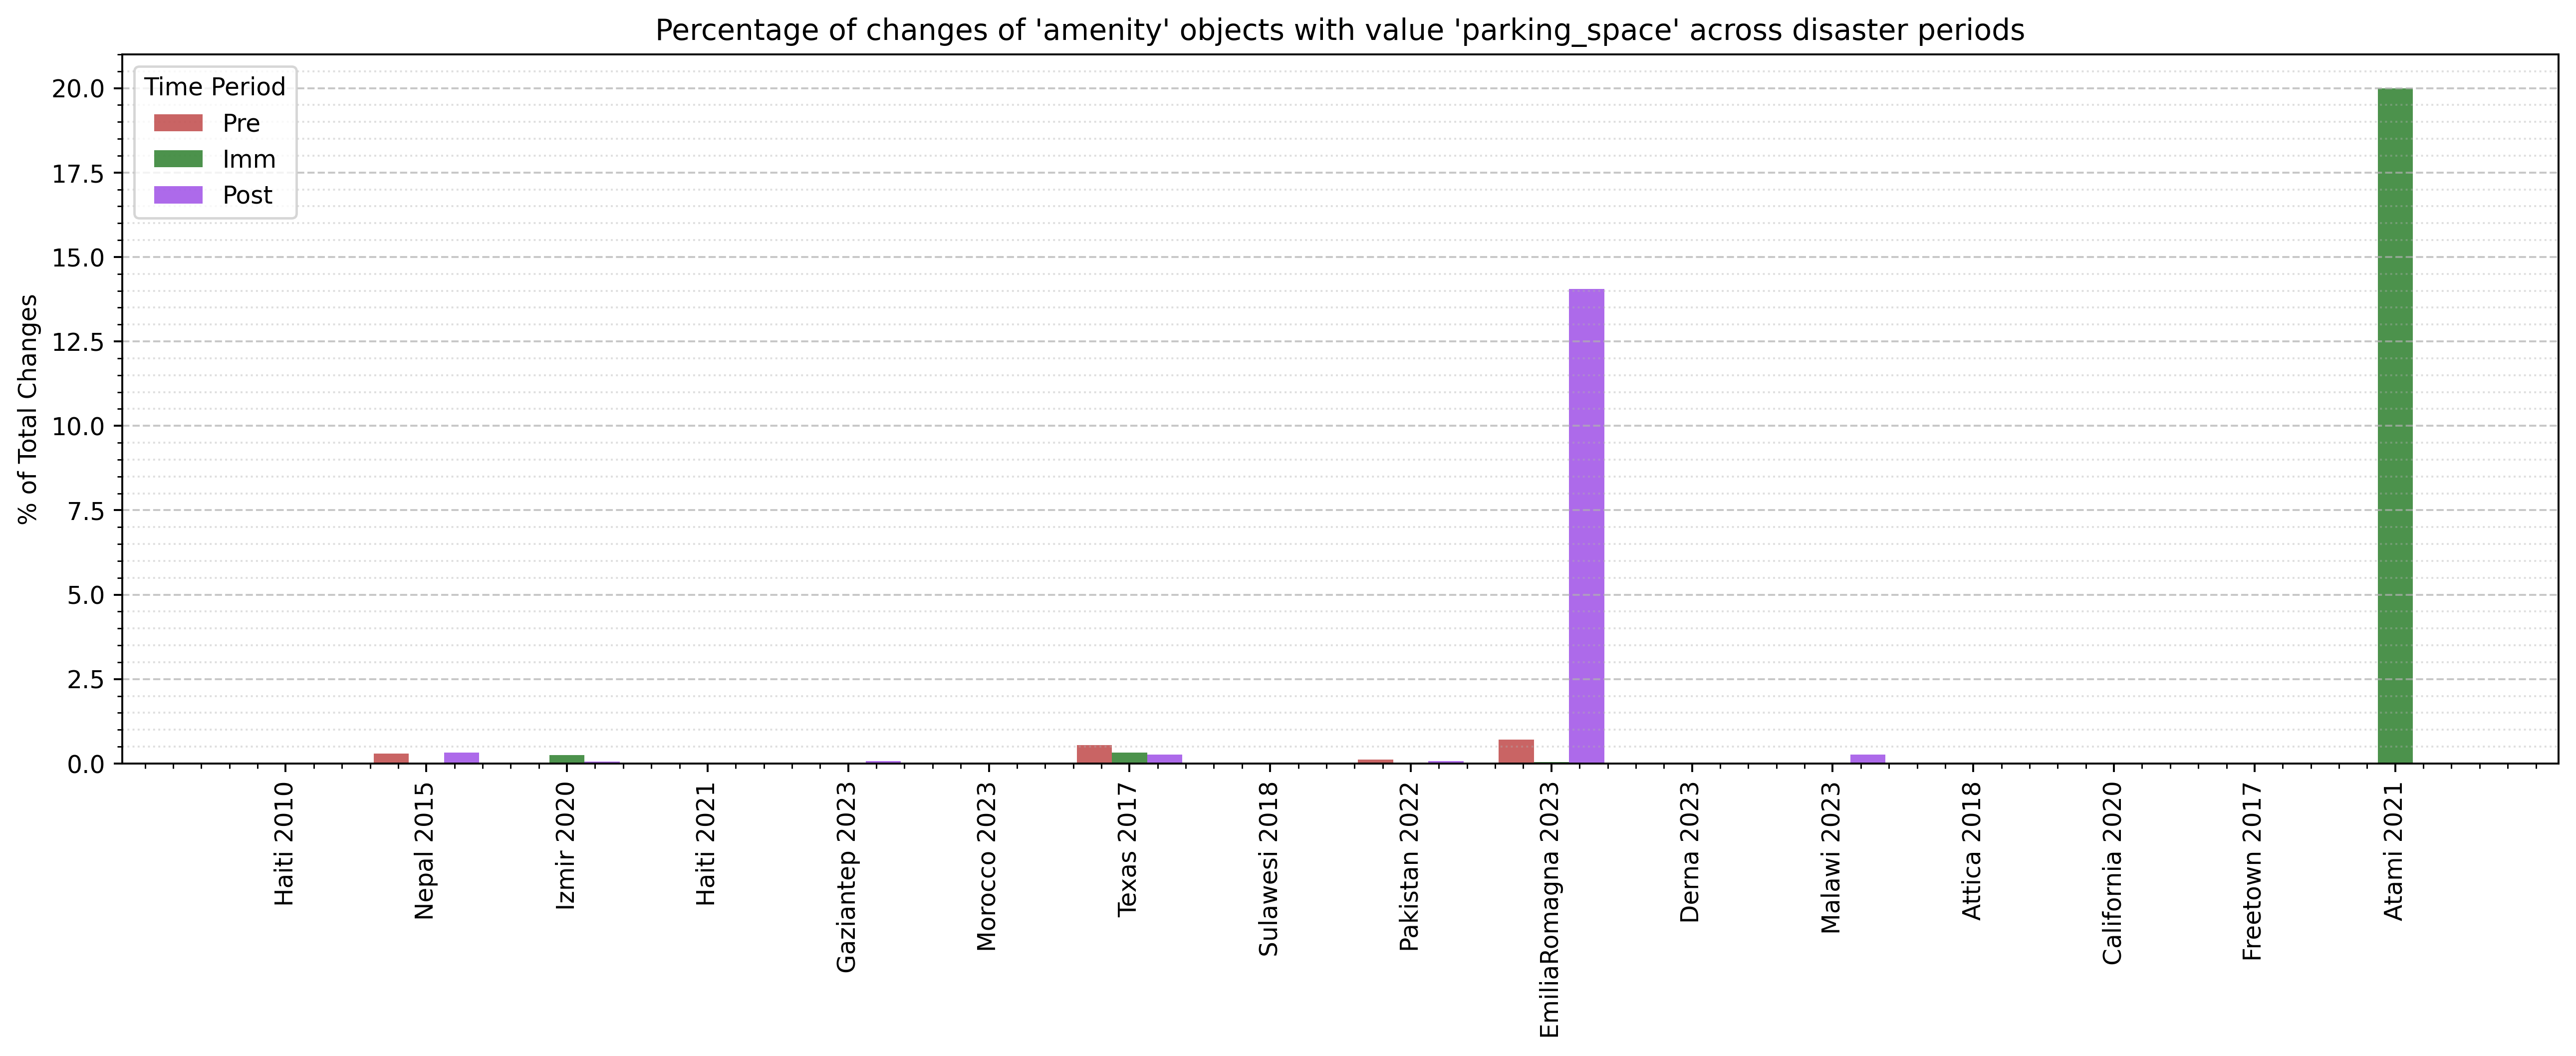 Percentage of changes of 'amenity' objects with value 'parking_space' across disaster periods
Time Period
Pre
Imm
Post
% of Total Changes
20.0
17.5
15.0
12.5
10.0
7.5
5.0
2.5
0.0
Haiti 2010
Nepal 2015
Izmir 2020
Haiti 2021
Gaziantep 2023
Morocco 2023
Texas 2017
Sulawesi 2018
Pakistan 2022
EmiliaRomagna 2023
Derna 2023
Malawi 2023
Attica 2018
California 2020
Freetown 2017
Atami 2021